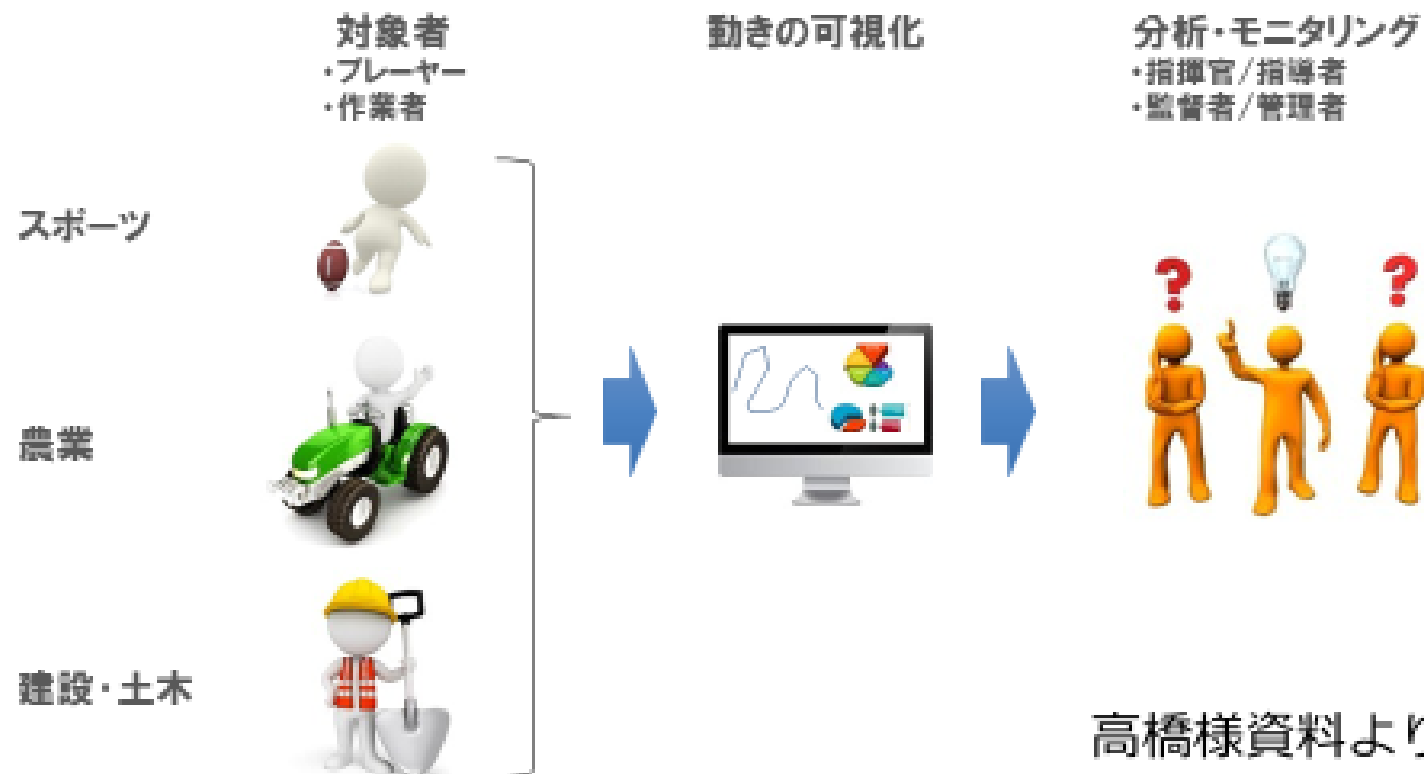 対象者
・プレーヤー
・作業者
動きの可視化
分析・モニタリング
・指揮官/指導者
・監督者/管理者
スポーツ
?
?
農業
建設・土木
高橋様資料より